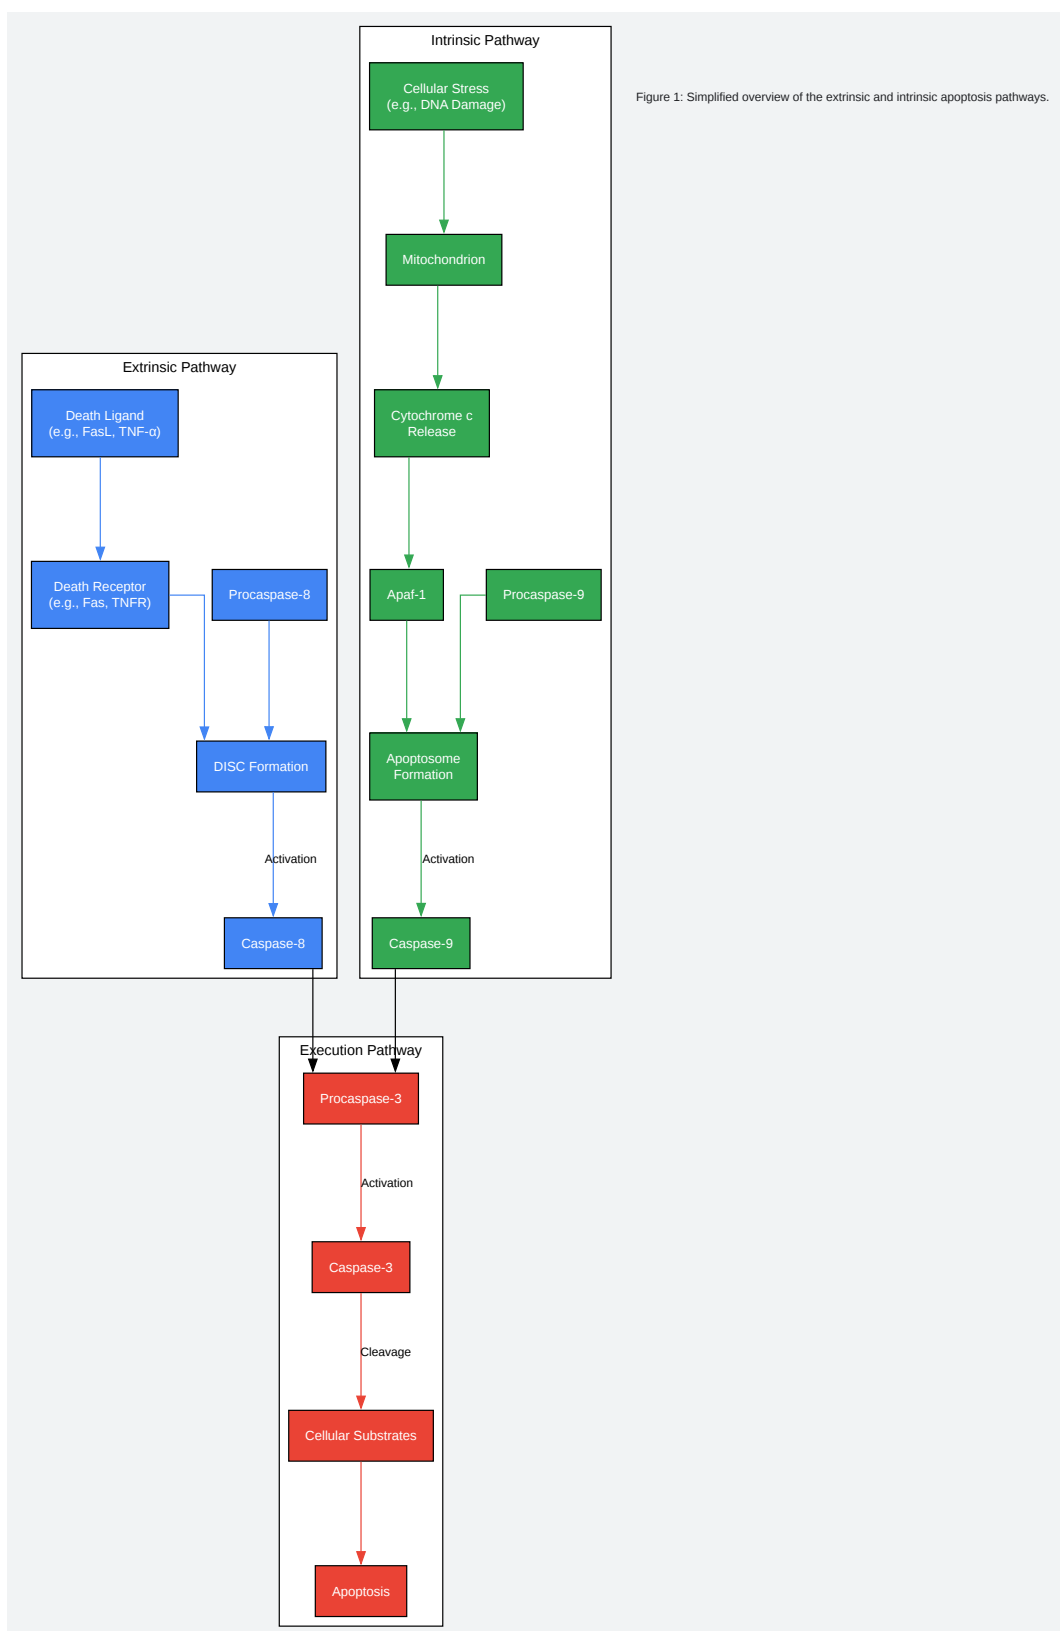 Intrinsic Pathway
Cellular Stress
(e.g., DNA Damage)
Figure 1: Simplified overview of the extrinsic and intrinsic apoptosis pathways.
Mitochondrion
Cytochrome c
Release
Apaf-1
Procaspase-9
Apoptosome
Formation
Activation
Caspase-9
Extrinsic Pathway
Death Ligand
(e.g., FasL, TNF-α)
Death Receptor
(e.g., Fas, TNFR)
Procaspase-8
DISC Formation
Activation
Caspase-8
Execution Pathway
Procaspase-3
Activation
Caspase-3
Cleavage
Cellular Substrates
Apoptosis